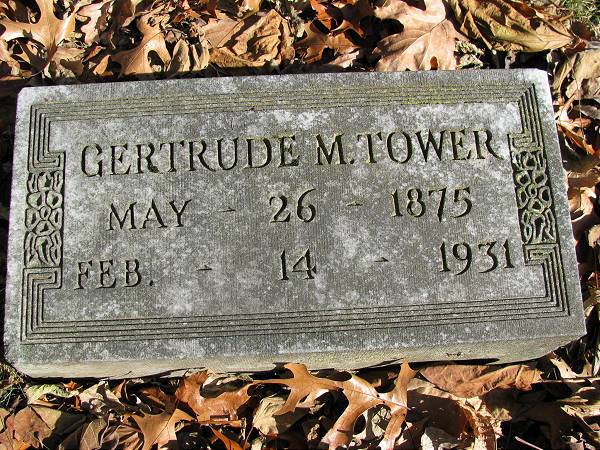 GERTRUDE M. TOWER
MAY - 26 - 1875
FEB. - 14 - 1931